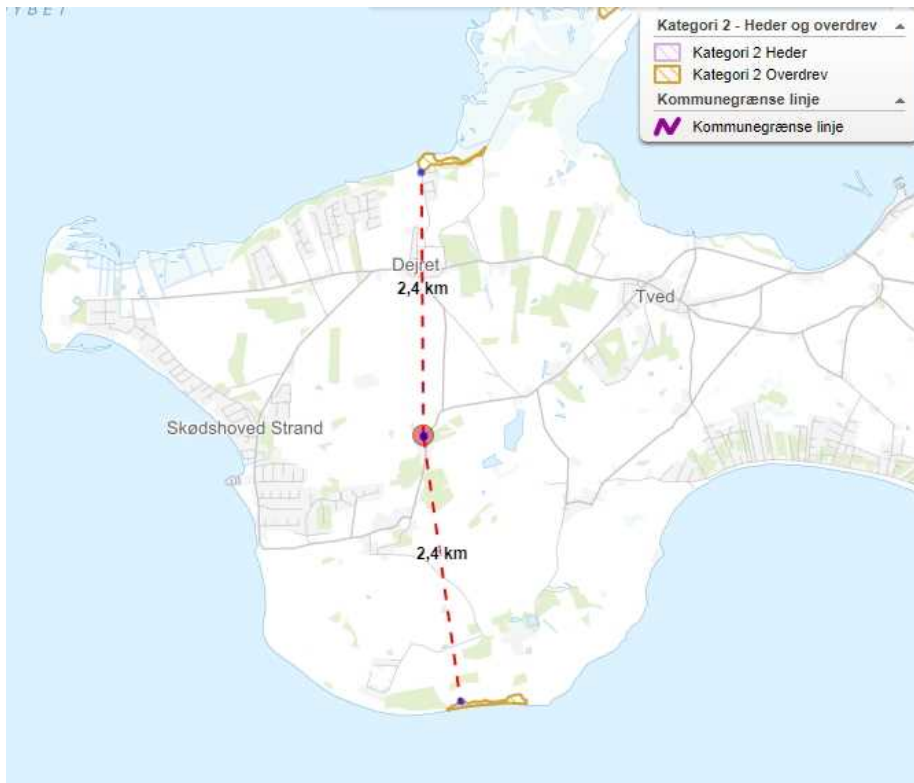 Kategori 2 - Heder og overdrev
Kategori 2 Heder
Kategori 2 Overdrev
Kommunegrænse linje
Kommunegrænse linje
Dejret
2,4 km
Tved
Skødshoved Strand
2,4 km